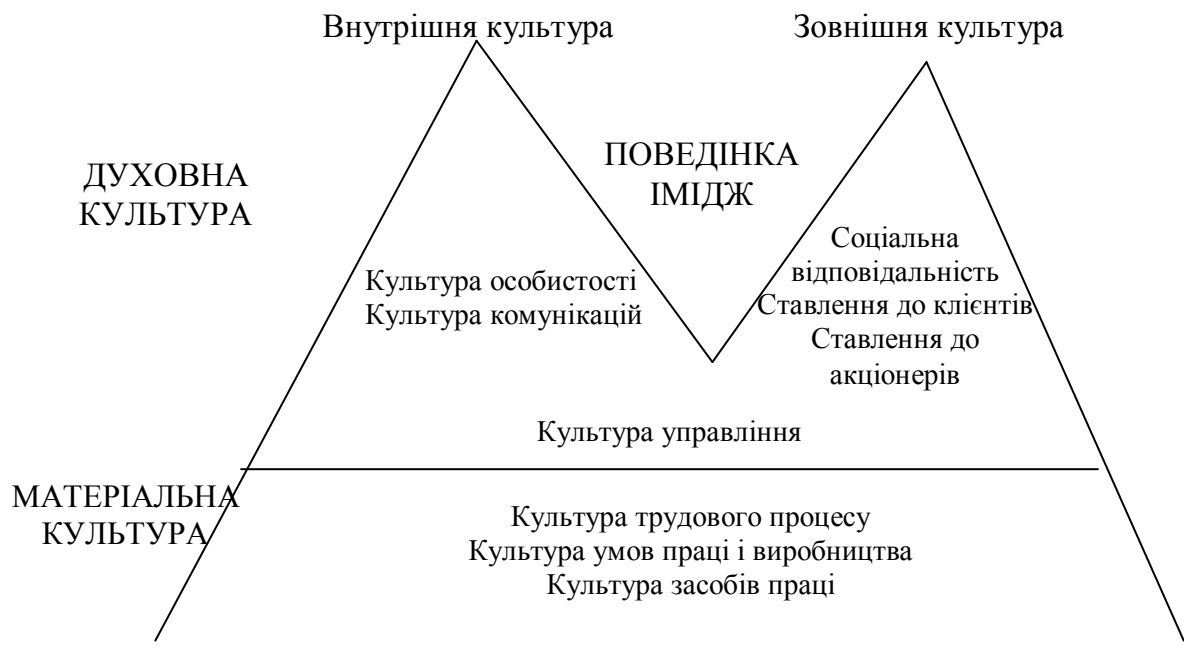 Внутрішня культура
Зовнішня культура
ДУХОВНА
КУЛЬТУРА
ПОВЕДІНКА
ІМІДЖ
Культура особистості
Культура комунікацій
Соціальна
відповідальність
Ставлення до клієнтів
Ставлення до
акціонерів
Культура управління
МАТЕРІАЛЬНА
КУЛЬТУРА
Культура трудового процесу
Культура умов праці і виробництва
Культура засобів праці